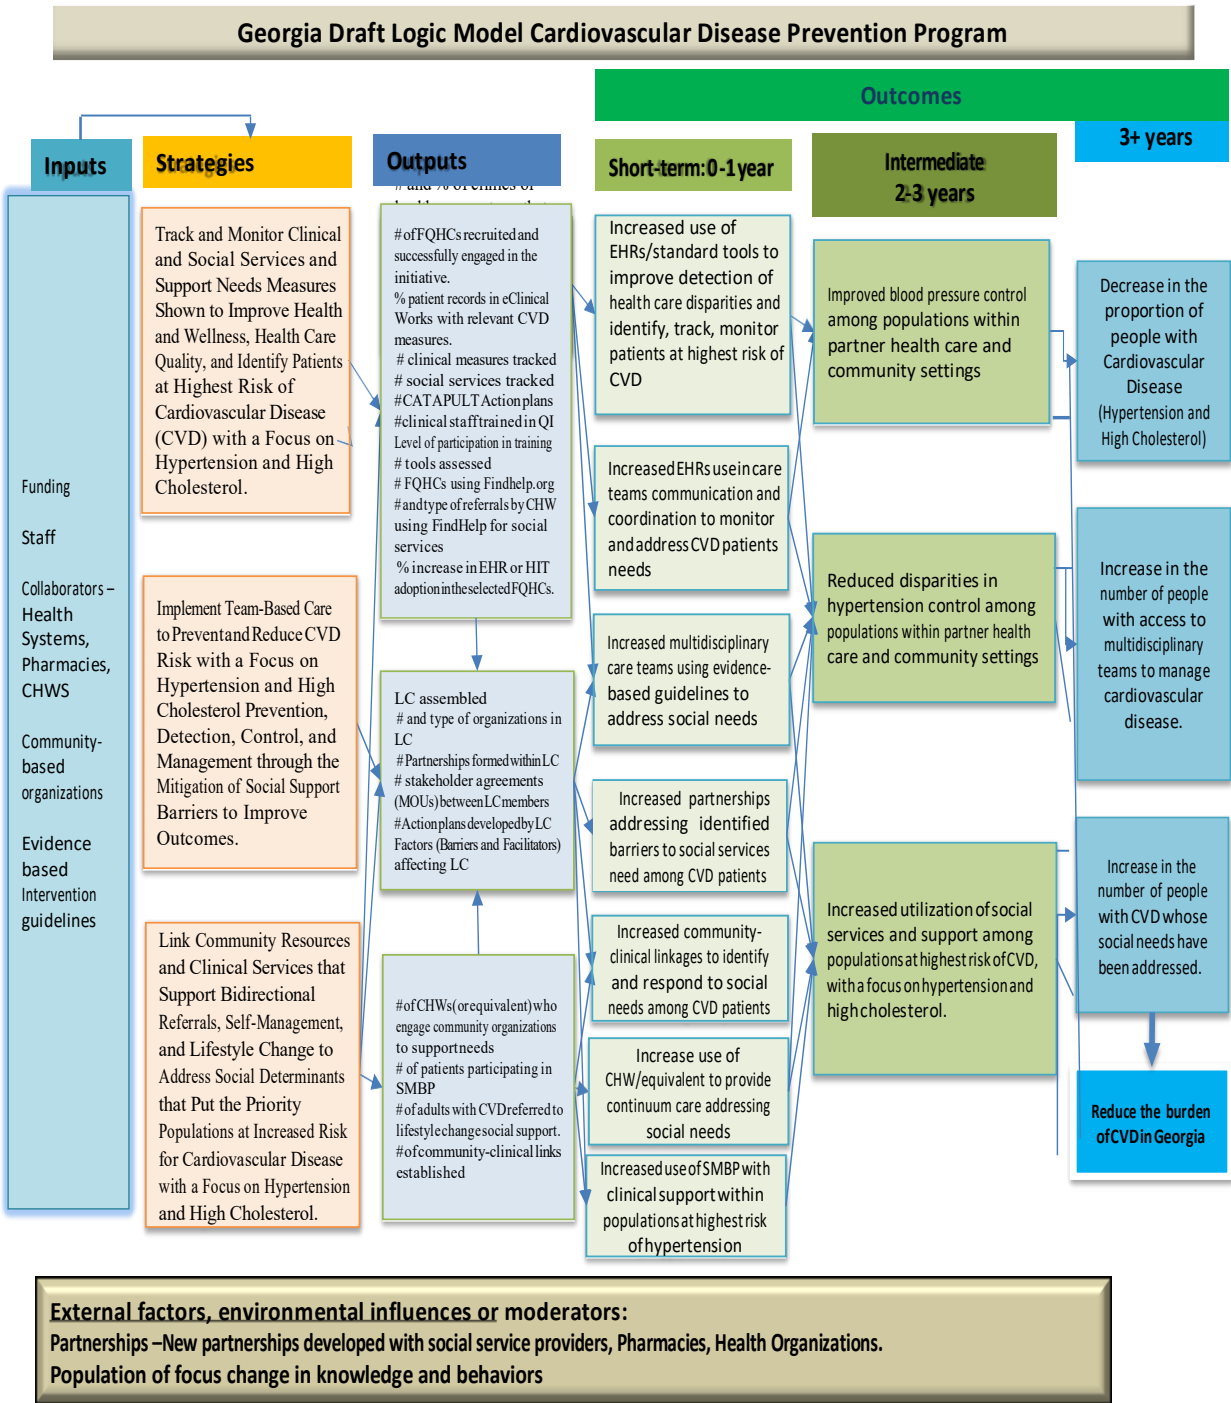 Georgia Draft Logic Model Cardiovascular Disease Prevention Program
Outcomes
Inputs
Strategies
Outputs
Short-term: 0 -1 year
Intermediate
2-3 years
3+ years
Funding
Staff
Collaborators –
Health
Systems,
Pharmacies,
CHWS
Community-
based
organizations
Evidence
based
Intervention
guidelines
Track and Monitor Clinical
and Social Services and
Support Needs Measures
Shown to Improve Health
and Wellness, Health Care
Quality, and Identify Patients
at Highest Risk of
Cardiovascular Disease
(CVD) with a Focus on
Hypertension and High
Cholesterol.
Implement Team-Based Care
to Prevent and Reduce CVD
Risk with a Focus on
Hypertension and High
Cholesterol Prevention,
Detection, Control, and
Management through the
Mitigation of Social Support
Barriers to Improve
Outcomes.
Link Community Resources
and Clinical Services that
Support Bidirectional
Referrals, Self-Management,
and Lifestyle Change to
Address Social Determinants
that Put the Priority
Populations at Increased Risk
for Cardiovascular Disease
with a Focus on Hypertension
and High Cholesterol.
# and % of clinics or
# of FQHCs recruited and
successfully engaged in the
initiative.
% patient records in eClinical
Works with relevant CVD
measures.
# clinical measures tracked
# social services tracked
#CATAPULT Action plans
#clinical staff trained in QI
Level of participation in training
# tools assessed
# FQHCs using Findhelp.org
# and type of referrals by CHW
using FindHelp for social
services
% increase in EHR or HIT
adoption in the selected FQHCs.
LC assembled
# and type of organizations in
LC
# Partnerships formed within LC
# stakeholder agreements
(MOUs) between LC members
#Action plans developed by LC
Factors (Barriers and Facilitators)
affecting LC
# of CHWs (or equivalent) who
engage community organizations
to support needs
# of patients participating in
SMBP
# of adults with CVD referred to
lifestyle change social support.
# of community-clinical links
established
Increased use of
EHRs/standard tools to
improve detection of
health care disparities and
identify, track, monitor
patients at highest risk of
CVD
Increased EHRs use in care
teams communication and
coordination to monitor
and address CVD patients
needs
Increased multidisciplinary
care teams using evidence-
based guidelines to
address social needs
Increased partnerships
addressing identified
barriers to social services
need among CVD patients
Increased community-
clinical linkages to identify
and respond to social
needs among CVD patients
Increase use of
CHW/equivalent to provide
continuum care addressing
social needs
Increased use of SMBP with
clinical support within
populations at highest risk
of hypertension
Improved blood pressure control
among populations within
partner health care and
community settings
Reduced disparities in
hypertension control among
populations within partner health
care and community settings
Increased utilization of social
services and support among
populations at highest risk of CVD,
with a focus on hypertension and
high cholesterol.
Decrease in the
proportion of
people with
Cardiovascular
Disease
(Hypertension and
High Cholesterol)
Increase in the
number of people
with access to
multidisciplinary
teams to manage
cardiovascular
disease.
Increase in the
number of people
with CVD whose
social needs have
been addressed.
Reduce the burden
of CVD in Georgia
External factors, environmental influences or moderators:
Partnerships –New partnerships developed with social service providers, Pharmacies, Health Organizations.
Population of focus change in knowledge and behaviors